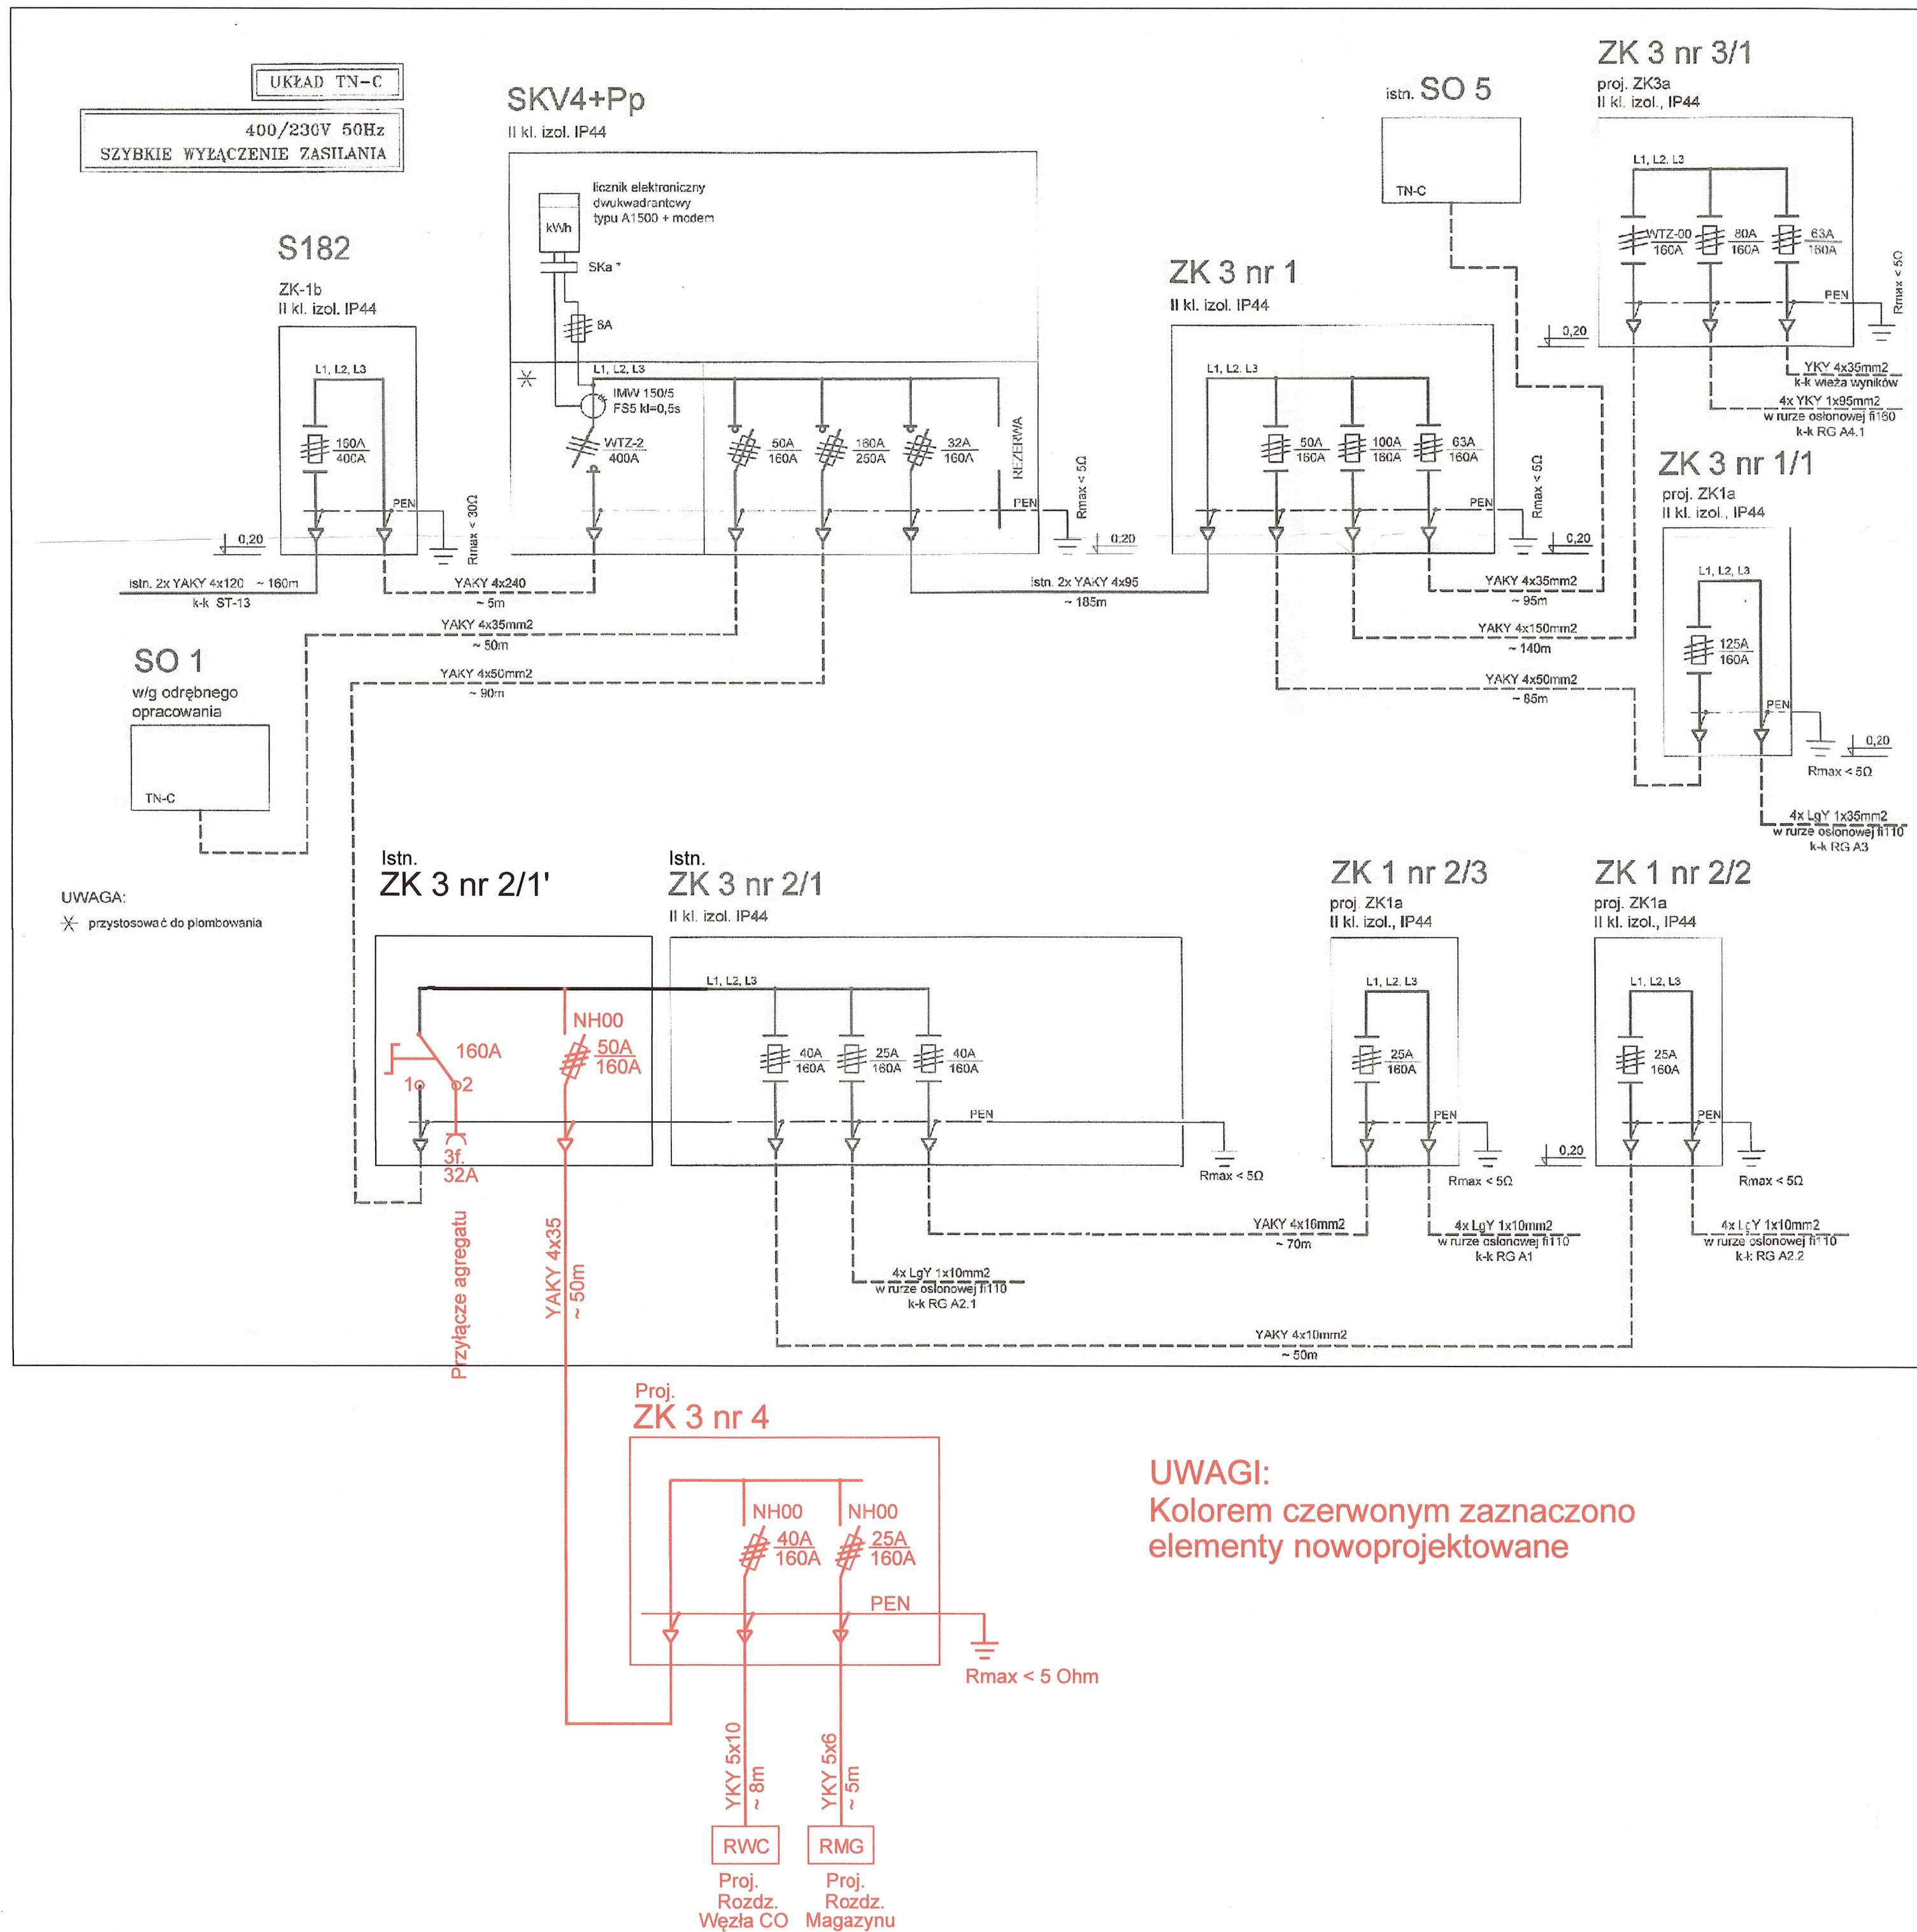 UKŁAD TN-C
400/230V 50Hz
SZYBKIE WYŁĄCZENIE ZASILANIA
SKV4+Pp
II kl. izol. IP44
licznik elektroniczny
dwukwadrantowy
typu A1500 + modem
kWh
SKa *
6A
L1, L2, L3
IMW 150/5
FS5 kl=0,5s
WTZ-2
400A
50A
160A
160A
250A
32A
160A
REZERWA
PEN
Rmax < 5Ω
0,20
S182
ZK-1b
II kl. izol. IP44
L1, L2, L3
160A
400A
PEN
Rmax < 30Ω
0,20
istn. 2x YAKY 4x120 ~ 160m
k-k ST-13
YAKY 4x240
~ 5m
YAKY 4x35mm2
~ 50m
YAKY 4x50mm2
~ 90m
istn. 2x YAKY 4x95
~ 185m
istn. SO 5
TN-C
ZK 3 nr 1
II kl. izol. IP44
L1, L2. L3
50A
160A
100A
160A
63A
160A
PEN
Rmax < 5Ω
0,20
YAKY 4x35mm2
~ 95m
YAKY 4x150mm2
~ 140m
YAKY 4x50mm2
~ 85m
ZK 3 nr 3/1
proj. ZK3a
II kl. izol., IP44
L1, L2. L3
WTZ-00
160A
80A
160A
63A
160A
PEN
Rmax < 5Ω
0,20
YKY 4x35mm2
k-k wieża wyników
4x YKY 1x95mm2
w rurze osłonowej fi160
k-k RG A4.1
ZK 3 nr 1/1
proj. ZK1a
II kl. izol., IP44
L1, L2, L3
125A
160A
PEN
0,20
Rmax < 5Ω
4x LgY 1x35mm2
w rurze osłonowej fi110
k-k RG A3
SO 1
w/g odrębnego
opracowania
TN-C
UWAGA:
przystosować do plombowania
Istn.
ZK 3 nr 2/1'
NH00
50A
160A
160A
1
2
3f.
32A
Przyłącze agregatu
YAKY 4x35
~ 50m
Istn.
ZK 3 nr 2/1
II kl. izol. IP44
L1, L2, L3
40A
160A
25A
160A
40A
160A
PEN
Rmax < 5Ω
YAKY 4x16mm2
~ 70m
4x LgY 1x10mm2
w rurze osłonowej fi110
k-k RG A2.1
YAKY 4x10mm2
~ 50m
ZK 1 nr 2/3
proj. ZK1a
II kl. izol., IP44
L1, L2. L3
25A
160A
PEN
Rmax < 5Ω
0,20
4x LgY 1x10mm2
w rurze osłonowej fi110
k-k RG A1
ZK 1 nr 2/2
proj. ZK1a
II kl. izol., IP44
L1, L2, L3
25A
160A
PEN
Rmax < 5Ω
4x LgY 1x10mm2
w rurze osłonowej fi110
k-k RG A2.2
Proj.
ZK 3 nr 4
NH00
40A
160A
NH00
25A
160A
PEN
Rmax < 5 Ohm
YKY 5x10
~ 8m
YKY 5x6
~ 5m
RWC
RMG
Proj.
Rozdz.
Węzła CO
Proj.
Rozdz.
Magazynu
UWAGI:
Kolorem czerwonym zaznaczono
elementy nowoprojektowane